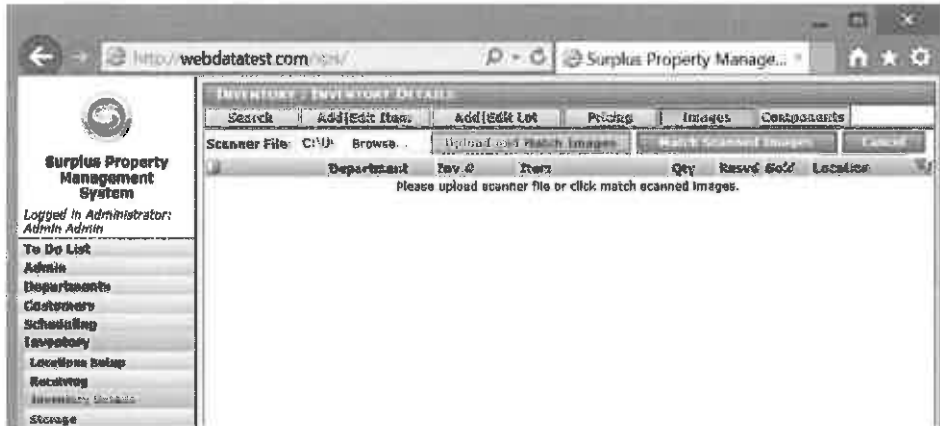 http://webdatatest.com
Surplus Property Manage...
INVENTORY : INVENTORY DETAILS
Search
Add|Edit Item
Add|Edit Lot
Pricing
Images
Components
Scanner File:
Browse...
Upload and Match Images
Match Scanned Images
Cancel
Department
Inv #
Item
Qty
Resvd
Sold
Location
Please upload scanner file or click match scanned images.
Surplus Property
Management
System
Logged in Administrator:
Admin Admin
To Do List
Admin
Departments
Customers
Scheduling
Inventory
Locations Setup
Receiving
Inventory Details
Storage